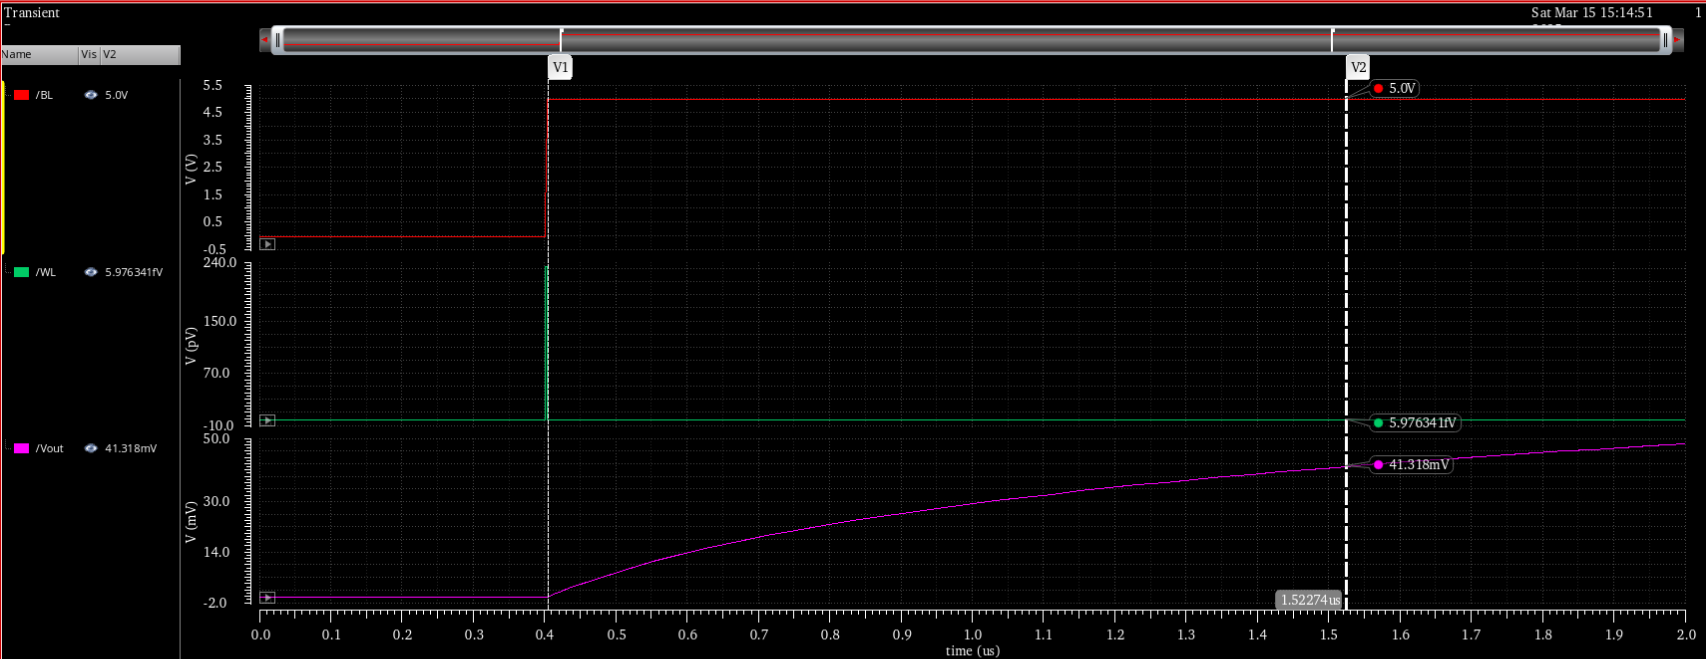 Transient
Sat Mar 15 15:14:51
1
Name Vis V2
V1
V2
/BL 5.0V
5.5
4.5
3.5
2.5
1.5
0.5
-0.5
V (V)
5.0V
/WL 5.976341fV
240.0
150.0
70.0
-10.0
V (pV)
5.976341fV
/Vout 41.318mV
50.0
30.0
14.0
-2.0
V (mV)
41.318mV
1.52274us
0.0 0.1 0.2 0.3 0.4 0.5 0.6 0.7 0.8 0.9 1.0 1.1 1.2 1.3 1.4 1.5 1.6 1.7 1.8 1.9 2.0
time (us)